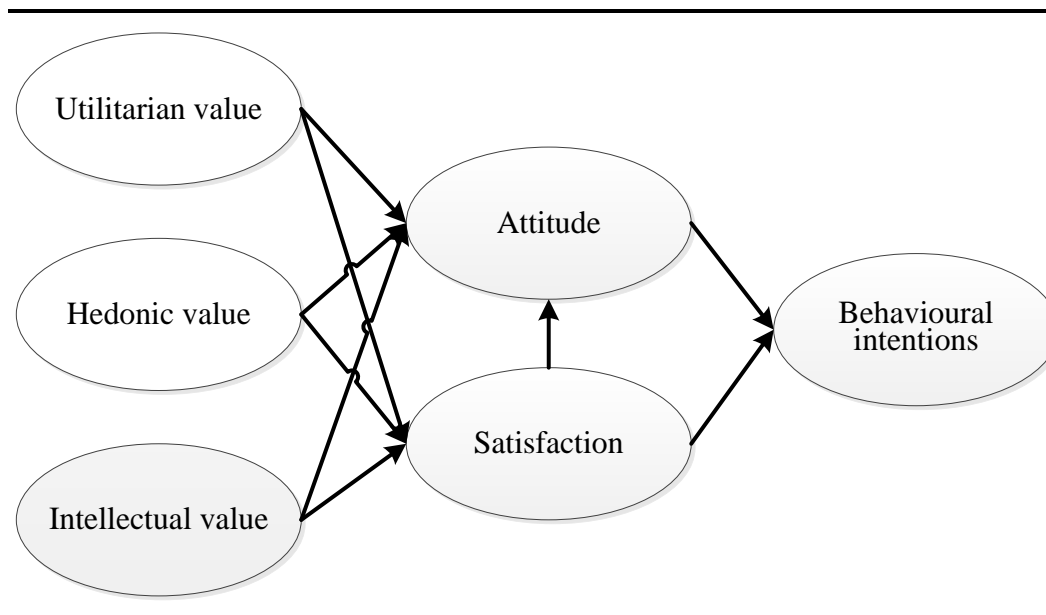 Utilitarian value
Hedonic value
Intellectual value
Attitude
Satisfaction
Behavioural
intentions